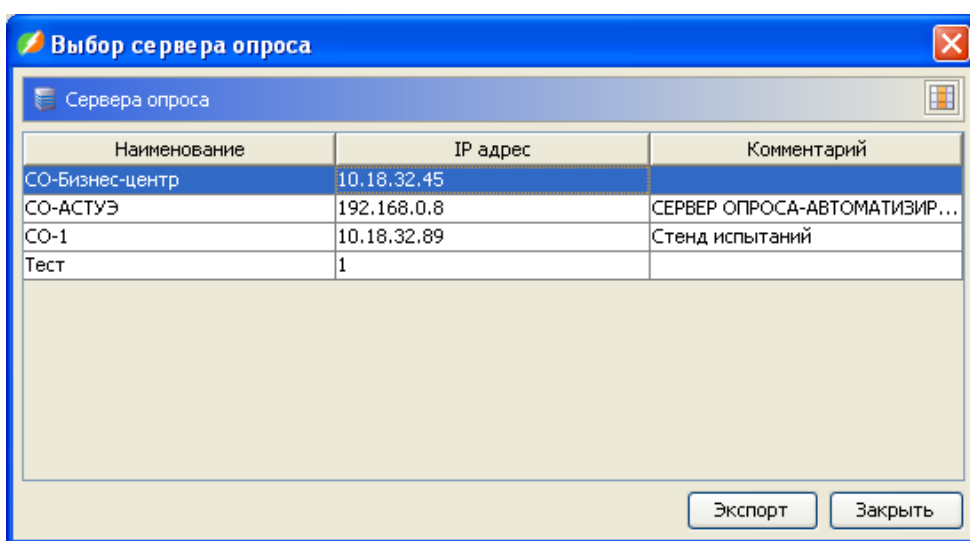 Выбор сервера опроса
Сервера опроса
Наименование IP адрес Комментарий
СО-Бизнес-центр 10.18.32.45
СО-АСТУЭ 192.168.0.8 СЕРВЕР ОПРОСА-АВТОМАТИЗИР...
СО-1 10.18.32.89 Стенд испытаний
Тест 1
Экспорт Закрыть